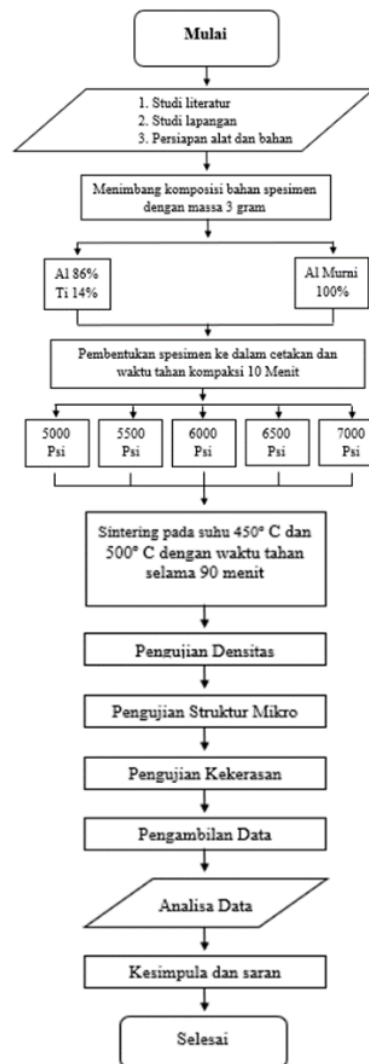 Mulai
1. Studi literatur
2. Studi lapangan
3. Persiapan alat dan bahan
Menimbang komposisi bahan spesimen
dengan massa 3 gram
Al 86%
Ti 14%
Al Murni
100%
Pembentukan spesimen ke dalam cetakan dan
waktu tahan kompaksi 10 Menit
5000
Psi
5500
Psi
6000
Psi
6500
Psi
7000
Psi
Sintering pada suhu 450° C dan
500° C dengan waktu tahan
selama 90 menit
Pengujian Densitas
Pengujian Struktur Mikro
Pengujian Kekerasan
Pengambilan Data
Analisa Data
Kesimpula dan saran
Selesai